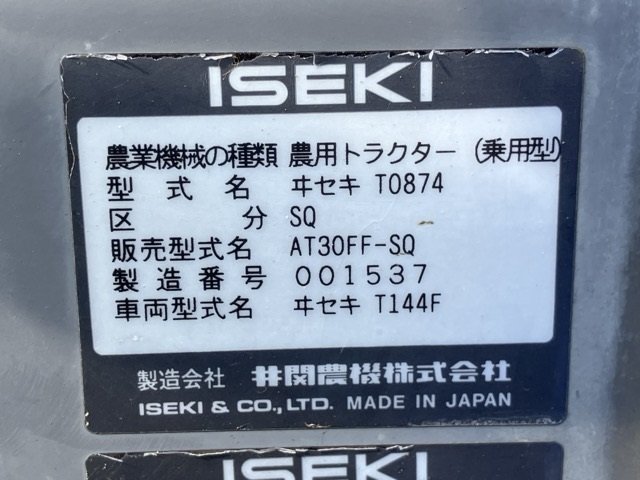 ISEKI
農業機械の種類 農用トラクター (乗用型)
型式名 ヰセキ T0874
区分 SQ
販売型式名 AT30FF-SQ
製造番号 001537
車両型式名 ヰセキ T144F
製造会社 井関農機株式会社
ISEKI & CO.,LTD. MADE IN JAPAN
ISEKI